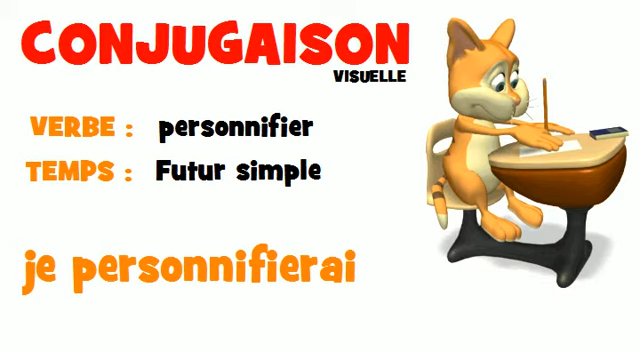 CONJUGAISON
VISUELLE
VERBE : personnifier
TEMPS : Futur simple
je personnifierai